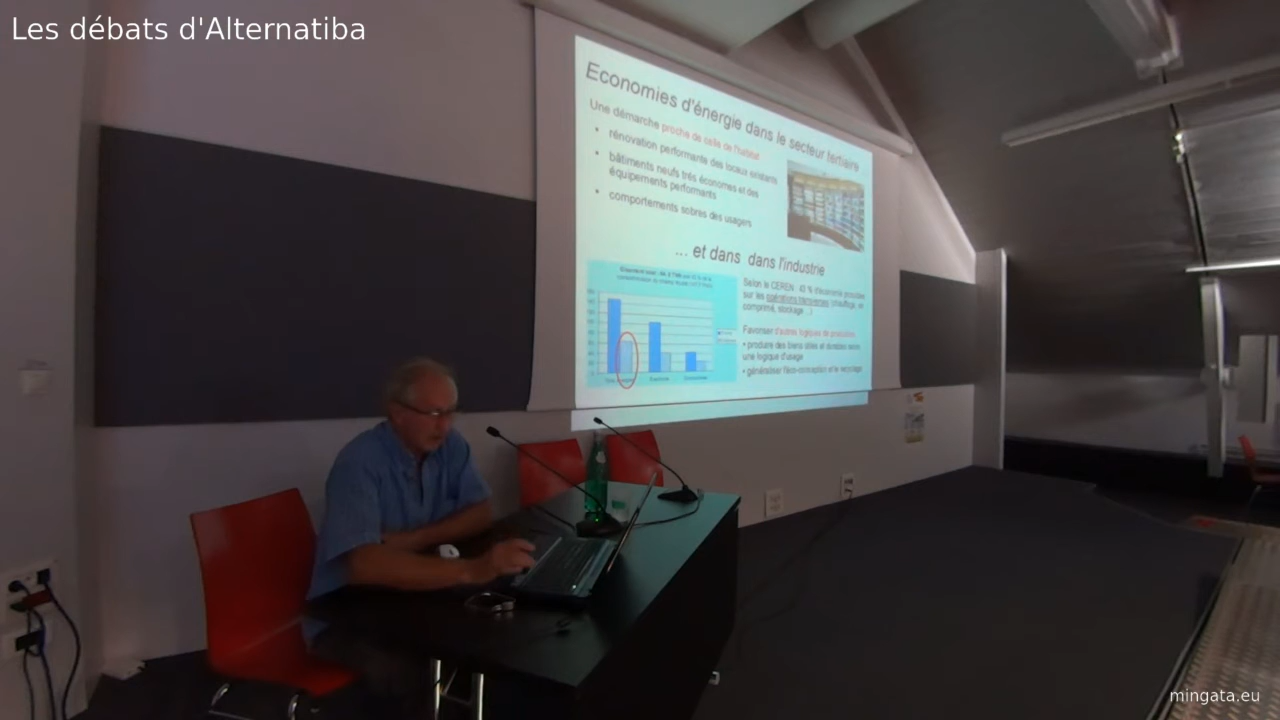 Les débats d'Alternatiba
Economies d'énergie dans le secteur tertiaire
Une démarche proche de celle de l'habitat
• rénovation performante des locaux existants
• bâtiments neufs très économes et des
équipements performants
• comportements sobres des usagers
... et dans dans l'industrie
Selon le CEREN : 43 % d'économie possibles
sur les opérations transverses (chauffage, air
comprimé, stockage ...)
Favoriser d'autres logiques de production
• produire des biens utiles et durables selon
une logique d'usage
• généraliser l'éco-conception et le recyclage
mingata.eu